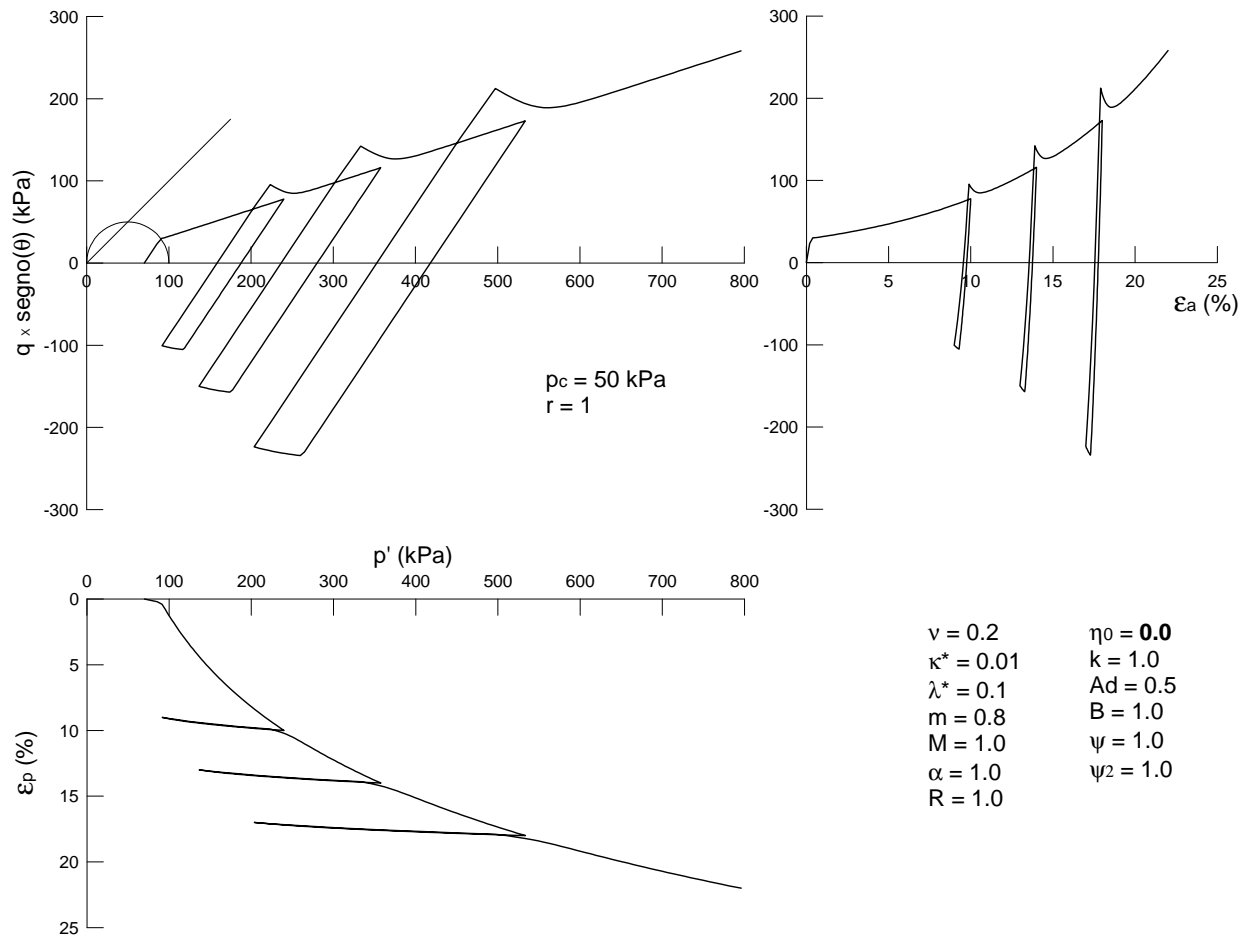 300
200
100
0
-100
-200
-300
0 100 200 300 400 500 600 700 800
q x segno(θ) (kPa)
pc = 50 kPa
r = 1
300
200
100
0
-100
-200
-300
0 5 10 15 20 25
εa (%)
p' (kPa)
0 100 200 300 400 500 600 700 800
0
5
10
15
20
25
εp (%)
ν = 0.2
κ* = 0.01
λ* = 0.1
m = 0.8
M = 1.0
α = 1.0
R = 1.0
η0 = 0.0
k = 1.0
Ad = 0.5
B = 1.0
ψ = 1.0
ψ2 = 1.0